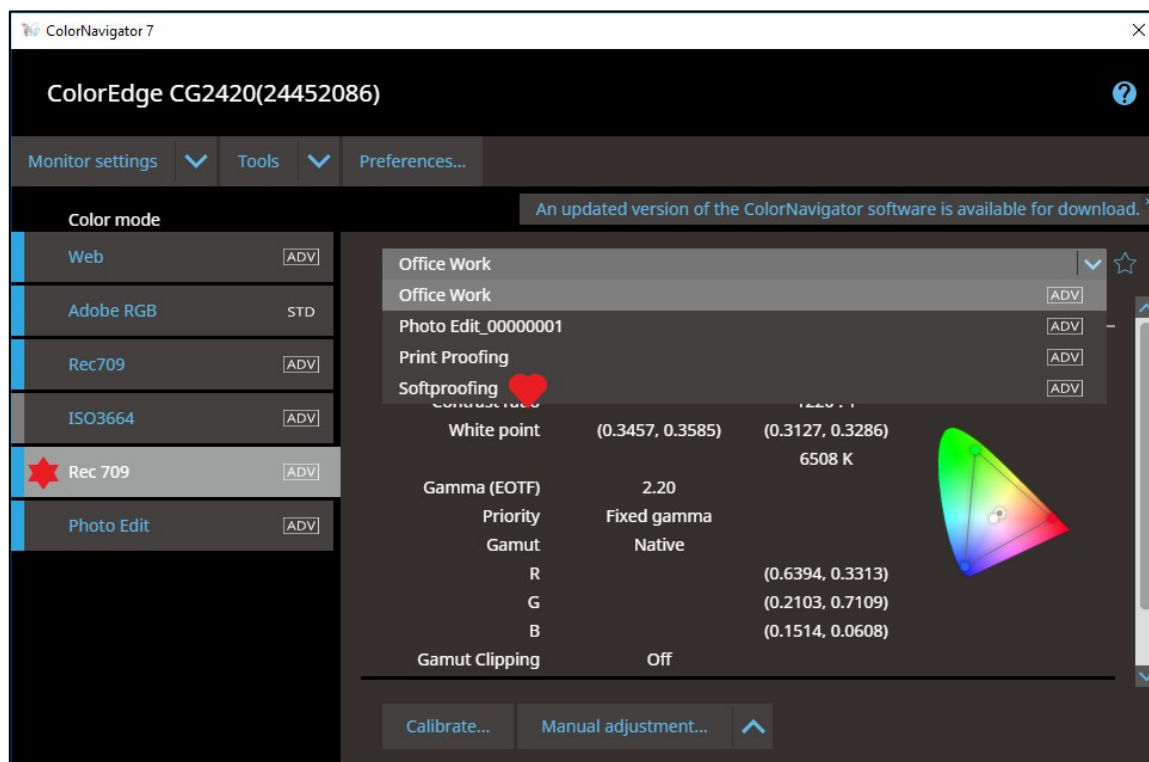 ColorNavigator 7
ColorEdge CG2420(24452086)
Monitor settings Tools Preferences...
An updated version of the ColorNavigator software is available for download.
Color mode
Web ADV
Adobe RGB STD
Rec709 ADV
ISO3664 ADV
Rec 709 ADV
Photo Edit ADV
Office Work
Office Work ADV
Photo Edit_00000001 ADV
Print Proofing ADV
Softproofing ADV
Contrast ratio 1220 : 1
White point (0.3457, 0.3585) (0.3127, 0.3286)
6508 K
Gamma (EOTF) 2.20
Priority Fixed gamma
Gamut Native
R (0.6394, 0.3313)
G (0.2103, 0.7109)
B (0.1514, 0.0608)
Gamut Clipping Off
Calibrate... Manual adjustment...